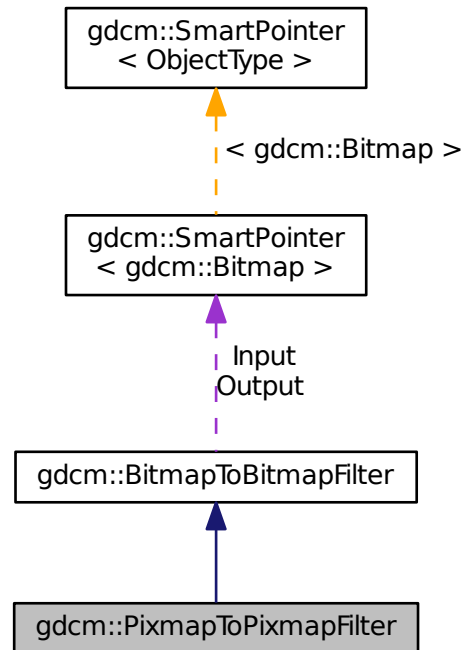 gdcm::SmartPointer
< ObjectType >
< gdcm::Bitmap >
gdcm::SmartPointer
< gdcm::Bitmap >
Input
Output
gdcm::BitmapToBitmapFilter
gdcm::PixmapToPixmapFilter